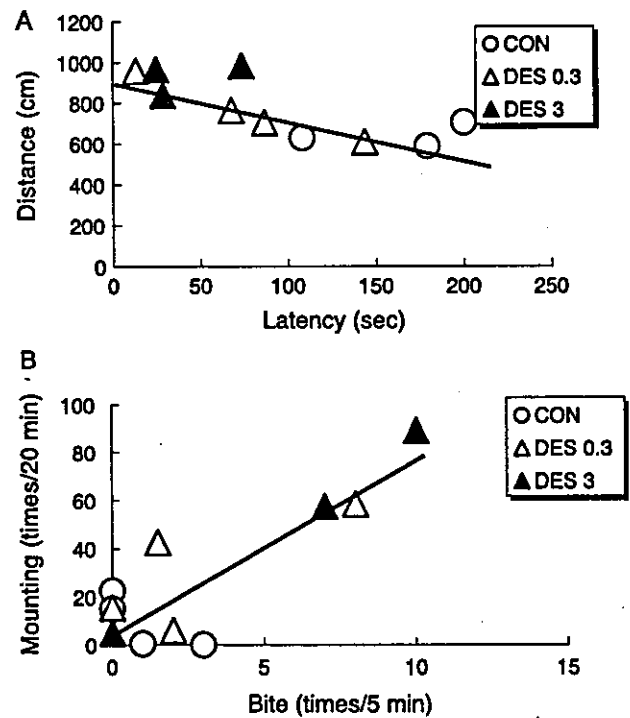 A
1200
1000
800
600
400
200
0
Distance (cm)
0 50 100 150 200 250
Latency (sec)
CON
DES 0.3
DES 3
B
100
80
60
40
20
0
Mounting (times/20 min)
0 5 10 15
Bite (times/5 min)
CON
DES 0.3
DES 3